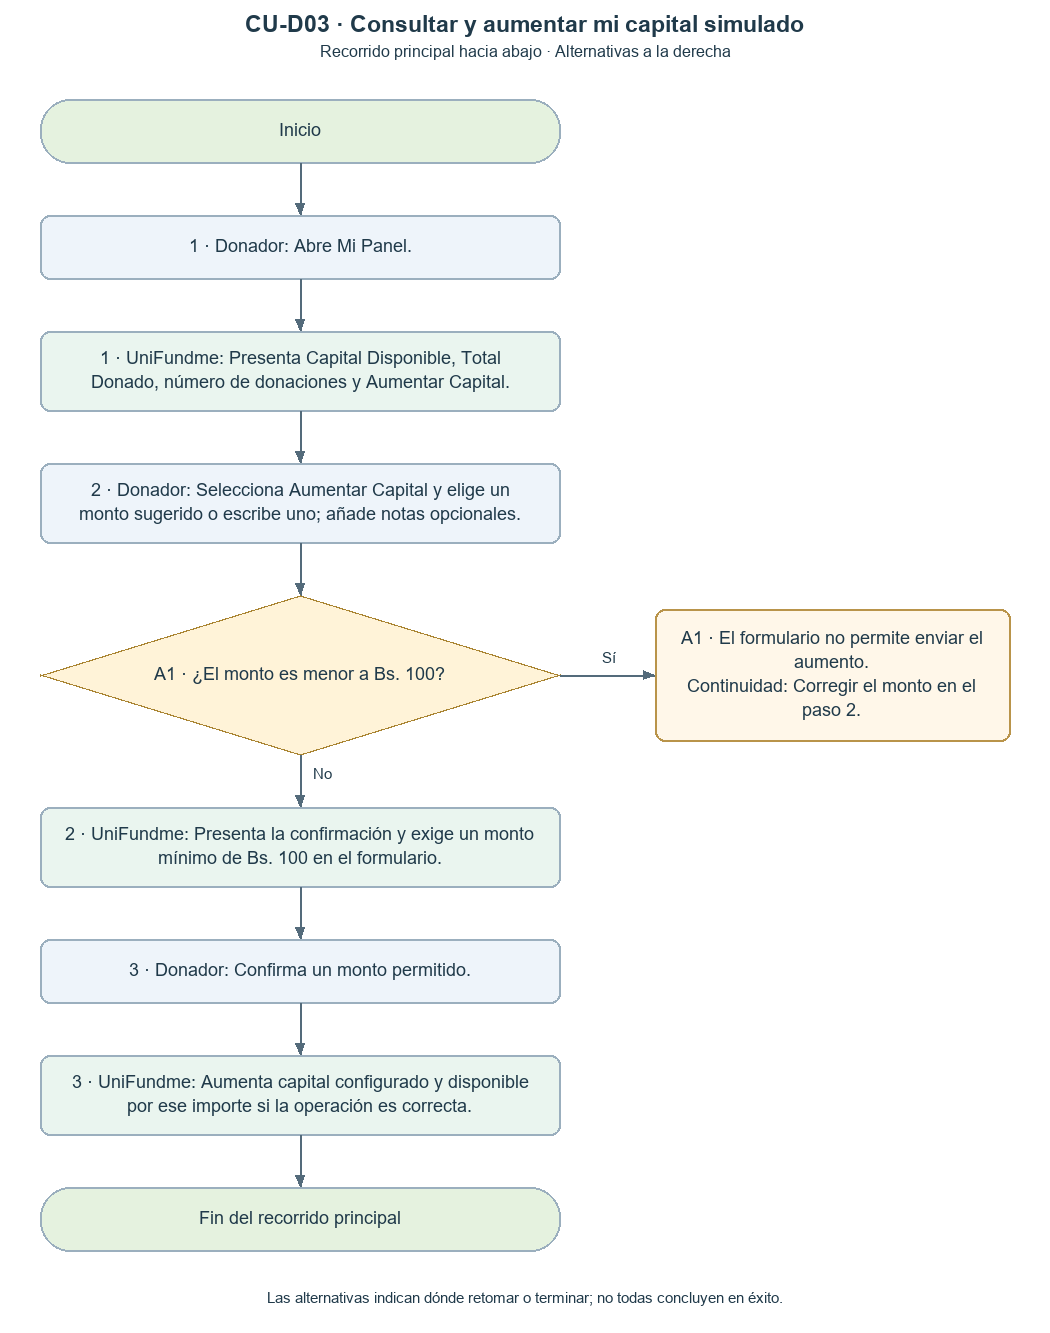 CU-D03 · Consultar y aumentar mi capital simulado
Recorrido principal hacia abajo · Alternativas a la derecha
Inicio
1 · Donador: Abre Mi Panel.
1 · UniFundme: Presenta Capital Disponible, Total
Donado, número de donaciones y Aumentar Capital.
2 · Donador: Selecciona Aumentar Capital y elige un
monto sugerido o escribe uno; añade notas opcionales.
A1 · ¿El monto es menor a Bs. 100?
Sí
A1 · El formulario no permite enviar el
aumento.
Continuidad: Corregir el monto en el
paso 2.
No
2 · UniFundme: Presenta la confirmación y exige un monto
mínimo de Bs. 100 en el formulario.
3 · Donador: Confirma un monto permitido.
3 · UniFundme: Aumenta capital configurado y disponible
por ese importe si la operación es correcta.
Fin del recorrido principal
Las alternativas indican dónde retomar o terminar; no todas concluyen en éxito.